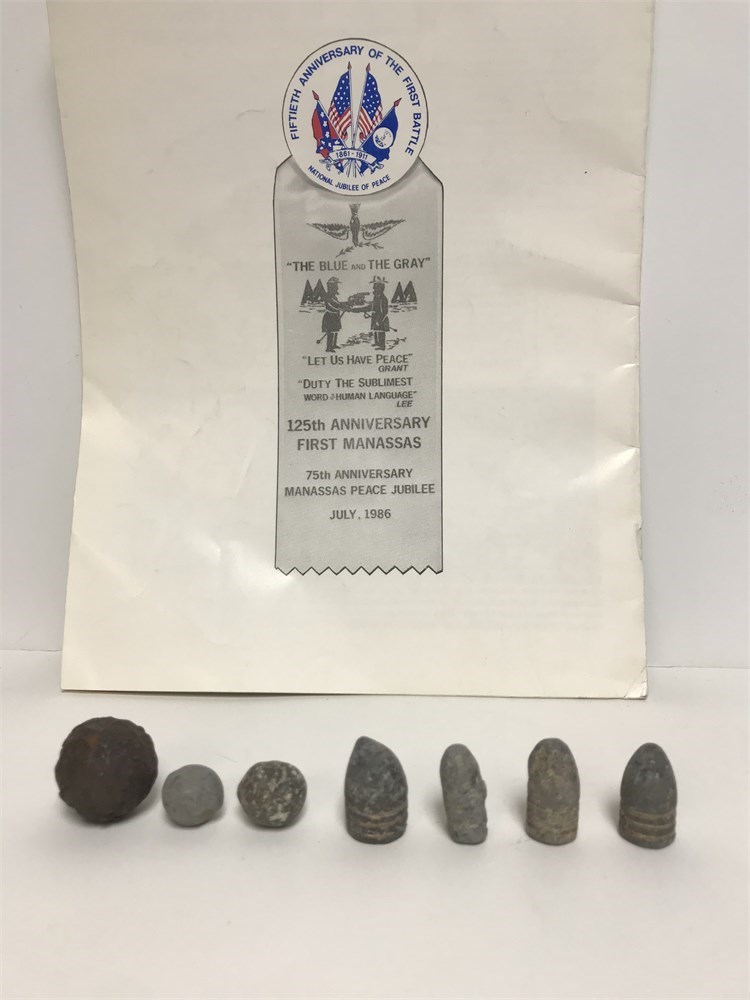 FIFTIETH ANNIVERSARY OF THE FIRST BATTLE
1861-1911
NATIONAL JUBILEE OF PEACE
"THE BLUE AND THE GRAY"
"LET US HAVE PEACE"
GRANT
"DUTY THE SUBLIMEST
WORD IN HUMAN LANGUAGE"
LEE
125th ANNIVERSARY
FIRST MANASSAS
75th ANNIVERSARY
MANASSAS PEACE JUBILEE
JULY, 1986